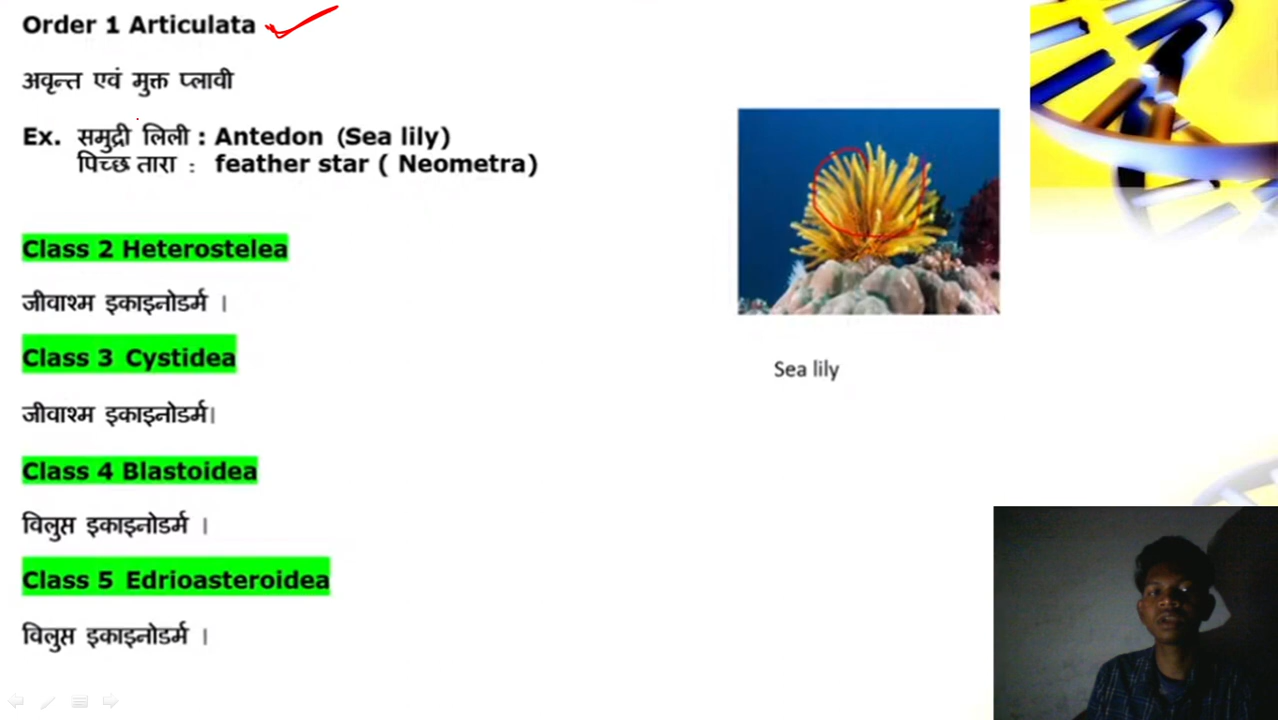 Order 1 Articulata
अवृन्त एवं मुक्त प्लावी
Ex. समुद्री लिली : Antedon (Sea lily)
पिच्छ तारा : feather star ( Neometra)
Class 2 Heterostelea
जीवाश्म इकाइनोडर्म ।
Class 3 Cystidea
जीवाश्म इकाइनोडर्म।
Class 4 Blastoidea
विलुप्त इकाइनोडर्म ।
Class 5 Edrioasteroidea
विलुप्त इकाइनोडर्म ।
Sea lily